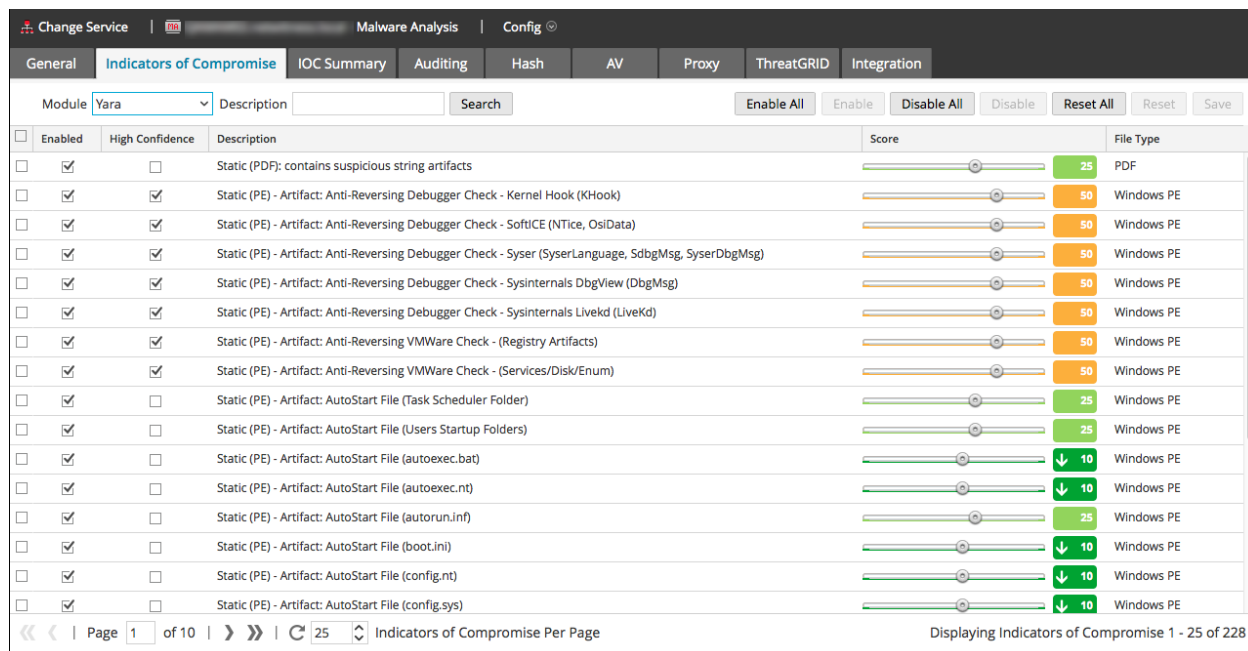 Change Service | MA Malware Analysis | Config
General Indicators of Compromise IOC Summary Auditing Hash AV Proxy ThreatGRID Integration
Module Yara Description Search Enable All Enable Disable All Disable Reset All Reset Save
Enabled High Confidence Description Score File Type
Static (PDF): contains suspicious string artifacts 25 PDF
Static (PE) - Artifact: Anti-Reversing Debugger Check - Kernel Hook (KHook) 50 Windows PE
Static (PE) - Artifact: Anti-Reversing Debugger Check - SoftICE (NTice, OsiData) 50 Windows PE
Static (PE) - Artifact: Anti-Reversing Debugger Check - Syser (SyserLanguage, SdbgMsg, SyserDbgMsg) 50 Windows PE
Static (PE) - Artifact: Anti-Reversing Debugger Check - Sysinternals DbgView (DbgMsg) 50 Windows PE
Static (PE) - Artifact: Anti-Reversing Debugger Check - Sysinternals Livekd (LiveKd) 50 Windows PE
Static (PE) - Artifact: Anti-Reversing VMWare Check - (Registry Artifacts) 50 Windows PE
Static (PE) - Artifact: Anti-Reversing VMWare Check - (Services/Disk/Enum) 50 Windows PE
Static (PE) - Artifact: AutoStart File (Task Scheduler Folder) 25 Windows PE
Static (PE) - Artifact: AutoStart File (Users Startup Folders) 25 Windows PE
Static (PE) - Artifact: AutoStart File (autoexec.bat) 10 Windows PE
Static (PE) - Artifact: AutoStart File (autoexec.nt) 10 Windows PE
Static (PE) - Artifact: AutoStart File (autorun.inf) 25 Windows PE
Static (PE) - Artifact: AutoStart File (boot.ini) 10 Windows PE
Static (PE) - Artifact: AutoStart File (config.nt) 10 Windows PE
Static (PE) - Artifact: AutoStart File (config.sys) 10 Windows PE
| Page 1 of 10 | | 25 Indicators of Compromise Per Page Displaying Indicators of Compromise 1 - 25 of 228